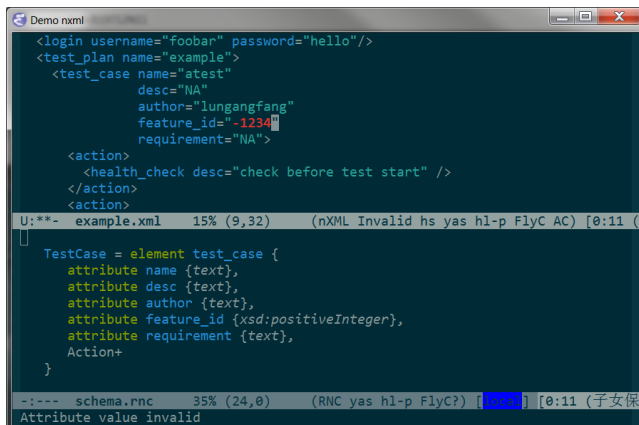 Demo nxml
<login username="foobar" password="hello"/>
<test_plan name="example">
<test_case name="atest"
desc="NA"
author="lungangfang"
feature_id="-1234"
requirement="NA">
<action>
<health_check desc="check before test start" />
</action>
<action>
U:**-  example.xml    15% (9,32)    (nXML Invalid hs yas hl-p FlyC AC) [0:11 (
TestCase = element test_case {
attribute name {text},
attribute desc {text},
attribute author {text},
attribute feature_id {xsd:positiveInteger},
attribute requirement {text},
Action+
}
-:---  schema.rnc    35% (24,0)    (RNC yas hl-p FlyC?) [local] [0:11 (子女保
Attribute value invalid